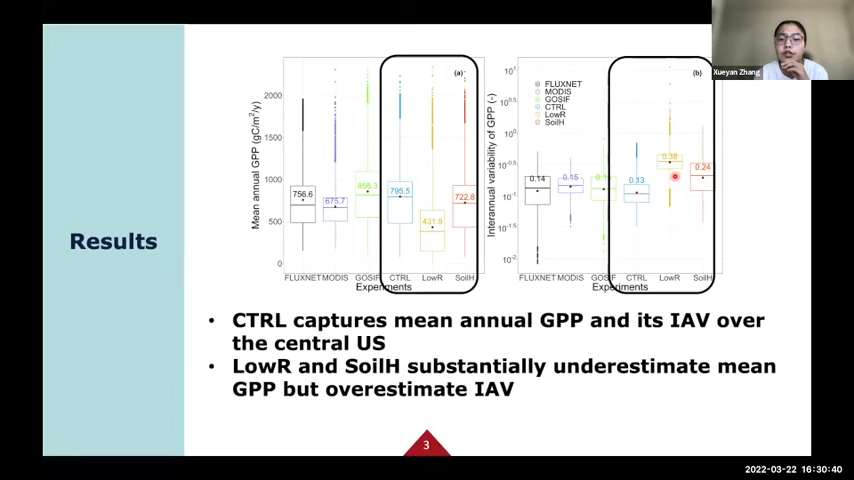 Xueyan Zhang
Results
Mean annual GPP (gC/m²/y)
2000
1500
1000
500
0
(a)
756.6
675.7
866.3
795.5
431.9
722.8
FLUXNET MODIS GOSIF CTRL LowR SoilH
Experiments
Interannual variability of GPP (-)
10¹
10⁰·⁵
10⁰
10⁻⁰·⁵
10⁻¹
10⁻¹·⁵
10⁻²
(b)
FLUXNET
MODIS
GOSIF
CTRL
LowR
SoilH
0.14
0.15
0.13
0.38
0.24
FLUXNET MODIS GOSIF CTRL LowR SoilH
Experiments
• CTRL captures mean annual GPP and its IAV over
the central US
• LowR and SoilH substantially underestimate mean
GPP but overestimate IAV
3
2022-03-22 16:30:40